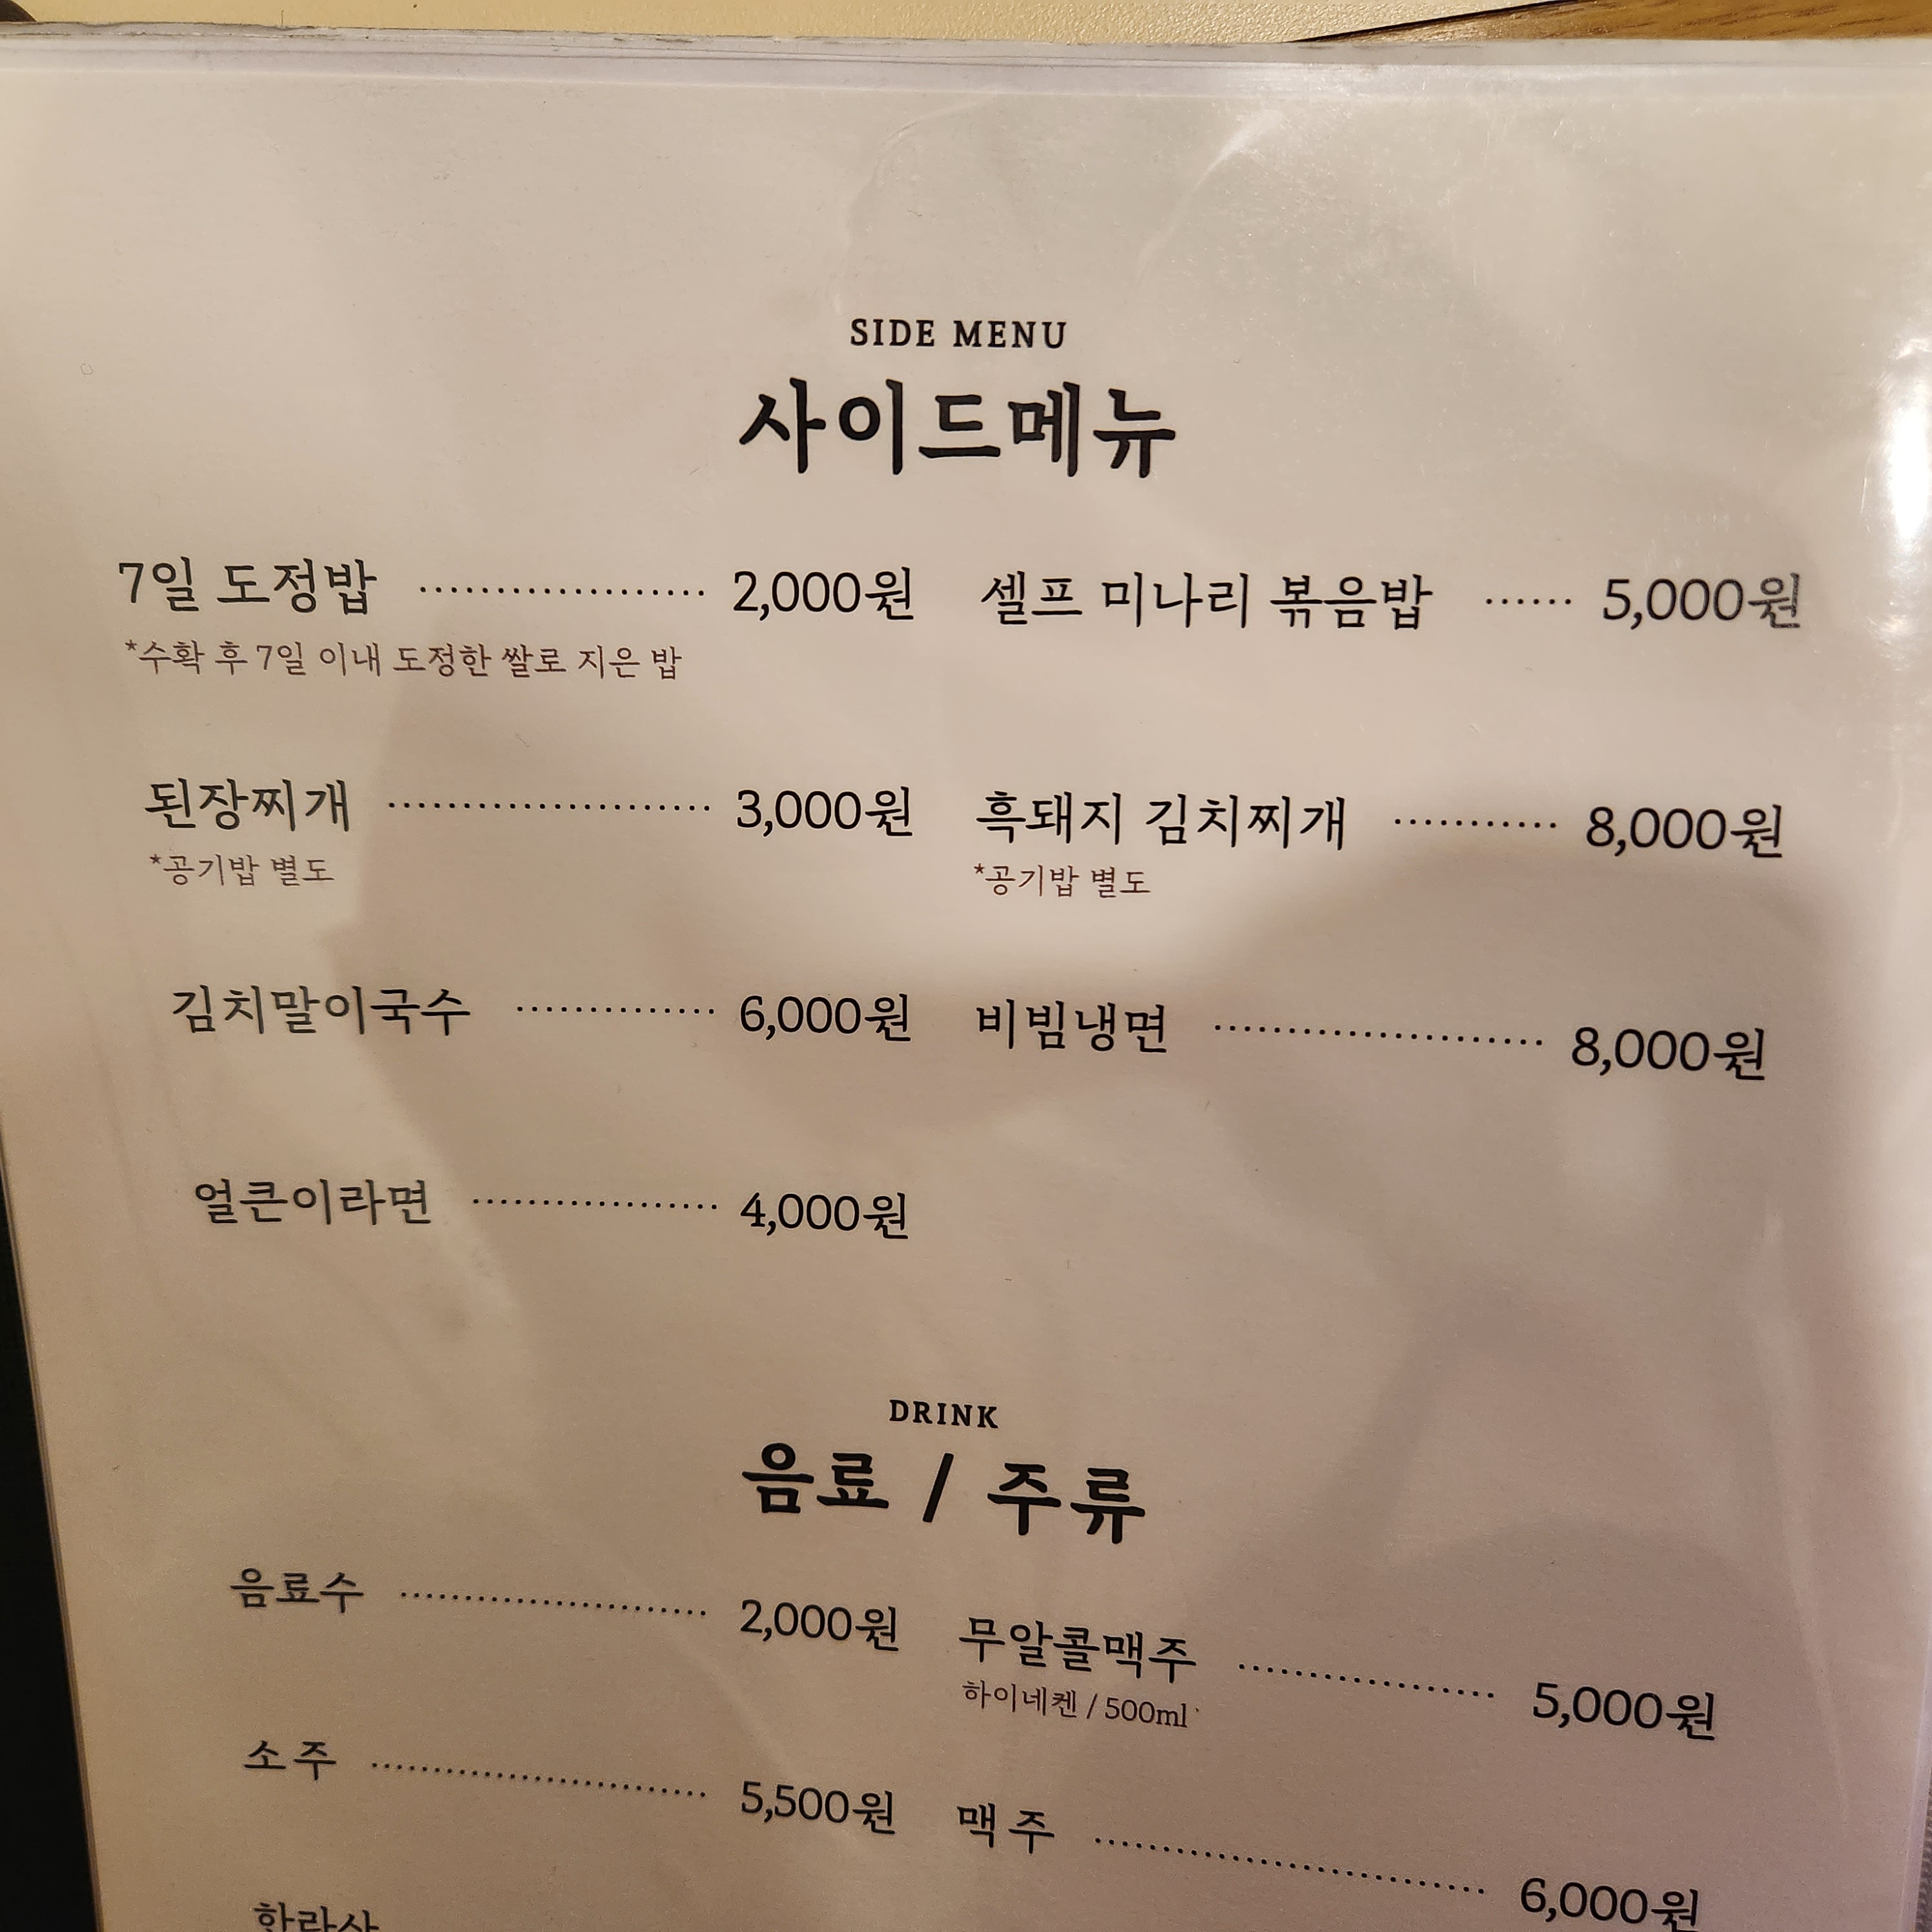 SIDE MENU
사이드메뉴
7일 도정밥 ··················· 2,000원
*수확 후 7일 이내 도정한 쌀로 지은 밥
셀프 미나리 볶음밥 ······ 5,000원
된장찌개 ····················· 3,000원
*공기밥 별도
흑돼지 김치찌개 ··········· 8,000원
*공기밥 별도
김치말이국수 ············· 6,000원
비빔냉면 ····················· 8,000원
얼큰이라면 ················· 4,000원
DRINK
음료 / 주류
음료수 ······················ 2,000원
무알콜맥주 ·················· 5,000원
하이네켄 / 500ml
소주 ························ 5,500원
맥주 ···························· 6,000원
한라산